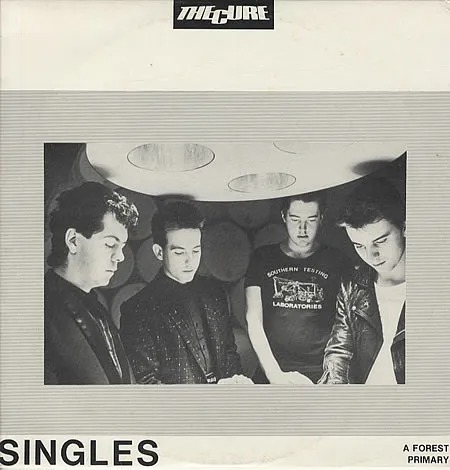 THE CURE
SOUTHERN TESTING
LABORATORIES
SINGLES
A FOREST
PRIMARY